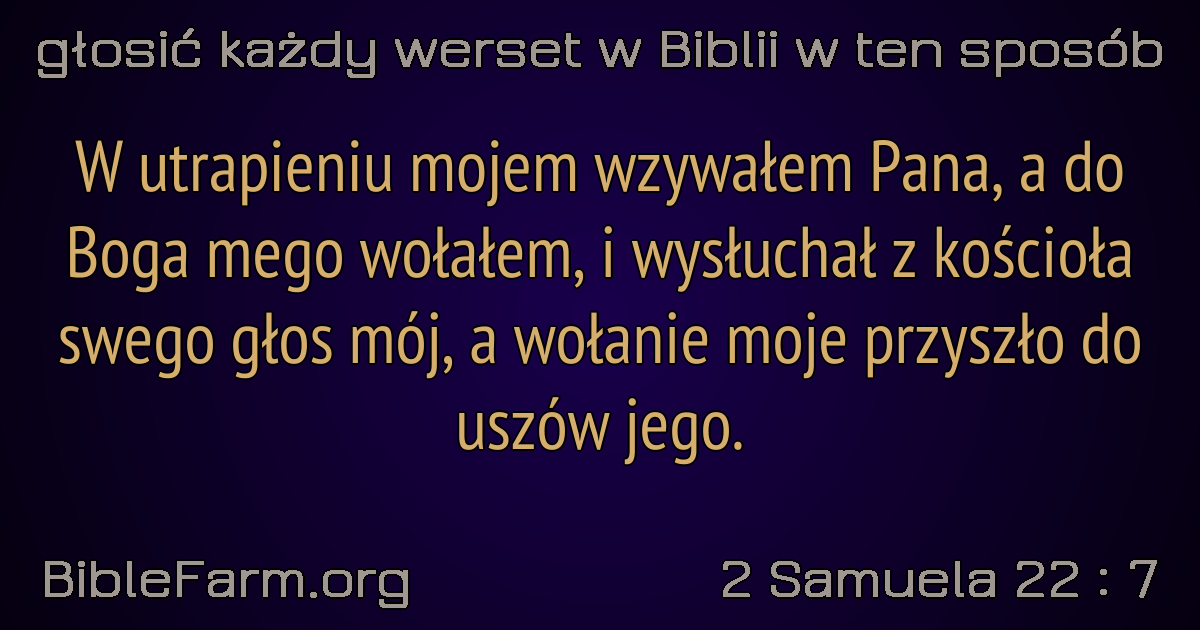 głosić każdy werset w Biblii w ten sposób
W utrapieniu mojem wzywałem Pana, a do
Boga mego wołałem, i wysłuchał z kościoła
swego głos mój, a wołanie moje przyszło do
uszów jego.
BibleFarm.org
2 Samuela 22 : 7